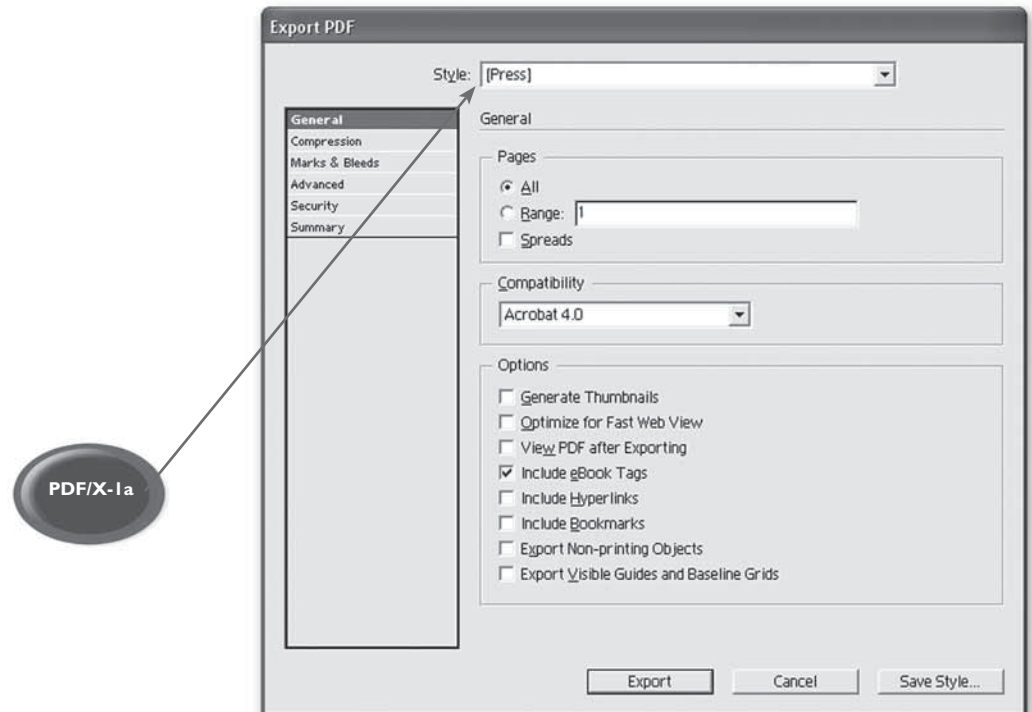 Export PDF
Style: [Press]
General
Compression
Marks & Bleeds
Advanced
Security
Summary
General
Pages
All
Range: 1
Spreads
Compatibility
Acrobat 4.0
Options
Generate Thumbnails
Optimize for Fast Web View
View PDF after Exporting
Include eBook Tags
Include Hyperlinks
Include Bookmarks
Export Non-printing Objects
Export Visible Guides and Baseline Grids
PDF/X-1a
Export Cancel Save Style...